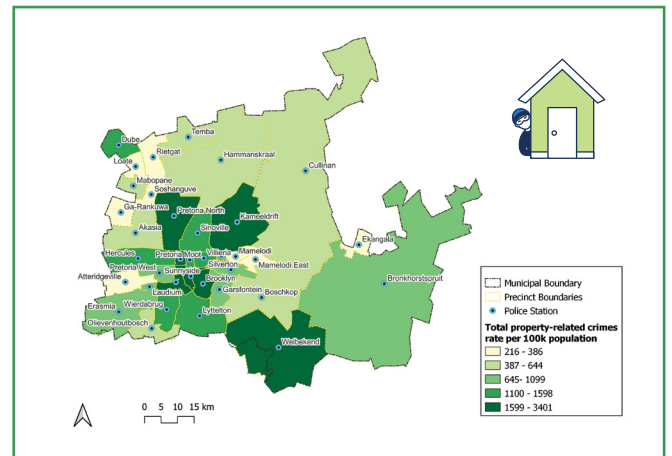 Dube
Temba
Rietgat
Loate
Hammanskraal
Cullinan
Mabopane
Soshanguve
Ga-Rankuwa
Pretoria North
Kameeldrift
Akasia
Sinoville
Ekangala
Hercules
Pretoria Moot
Villieria
Mamelodi
Pretoria West
Silverton
Mamelodi East
Sunnyside
Atteridgeville
Brooklyn
Bronkhorstspruit
Laudium
Garsfontein
Boschkop
Erasmia
Wierdabrug
Lyttelton
Olievenhoutbosch
Welbekend
Municipal Boundary
Precinct Boundaries
Police Station
Total property-related crimes
rate per 100k population
216 - 386
387 - 644
645- 1099
1100 - 1598
1599 - 3401
0 5 10 15 km